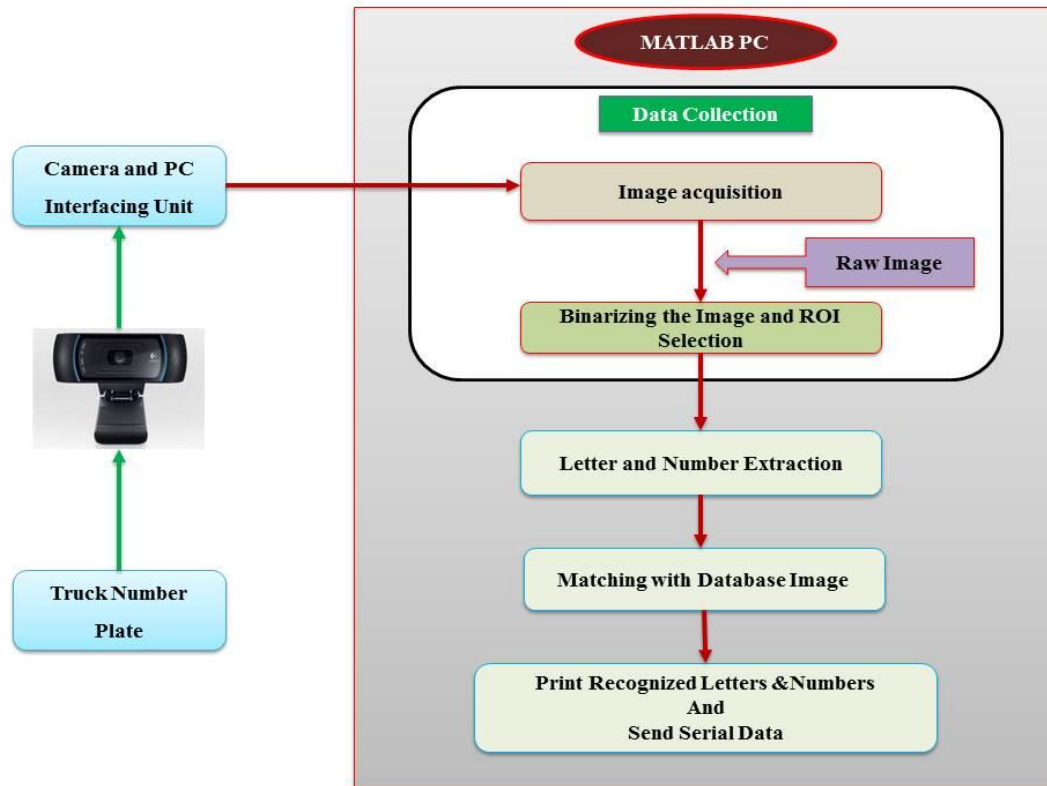 MATLAB PC
Data Collection
Camera and PC
Interfacing Unit
Image acquisition
Raw Image
Binarizing the Image and ROI
Selection
Letter and Number Extraction
Truck Number
Plate
Matching with Database Image
Print Recognized Letters &Numbers
And
Send Serial Data